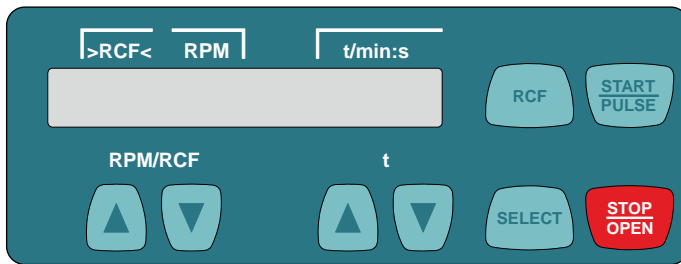 >RCF< RPM t/min:s
RCF
START
PULSE
RPM/RCF t
SELECT
STOP
OPEN